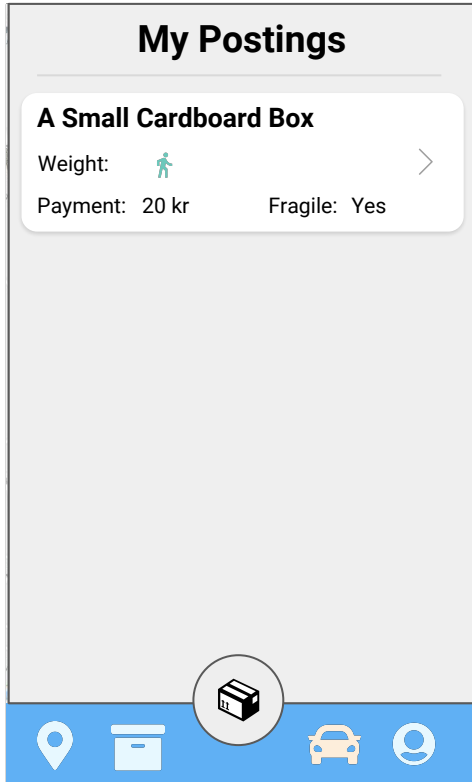 My Postings
A Small Cardboard Box
Weight:
Payment: 20 kr Fragile: Yes